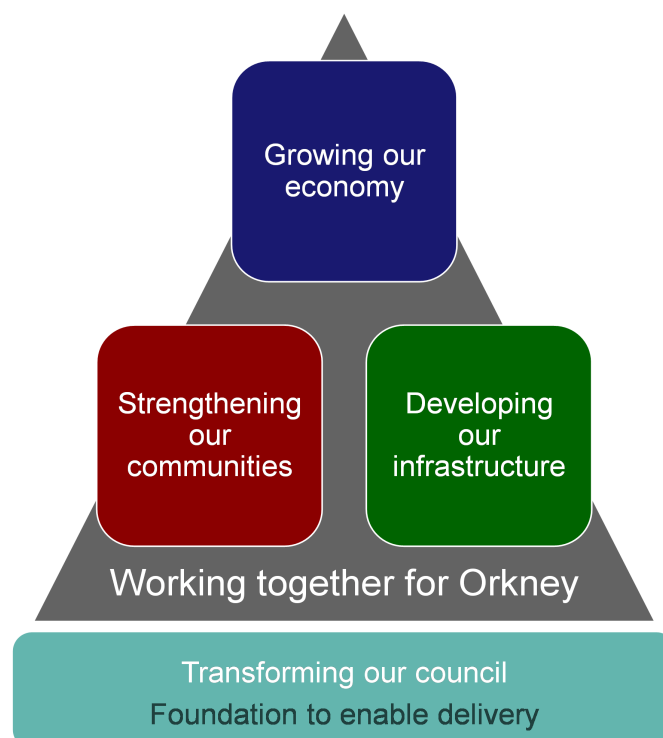 Growing our
economy
Strengthening
our
communities
Developing
our
infrastructure
Working together for Orkney
Transforming our council
Foundation to enable delivery